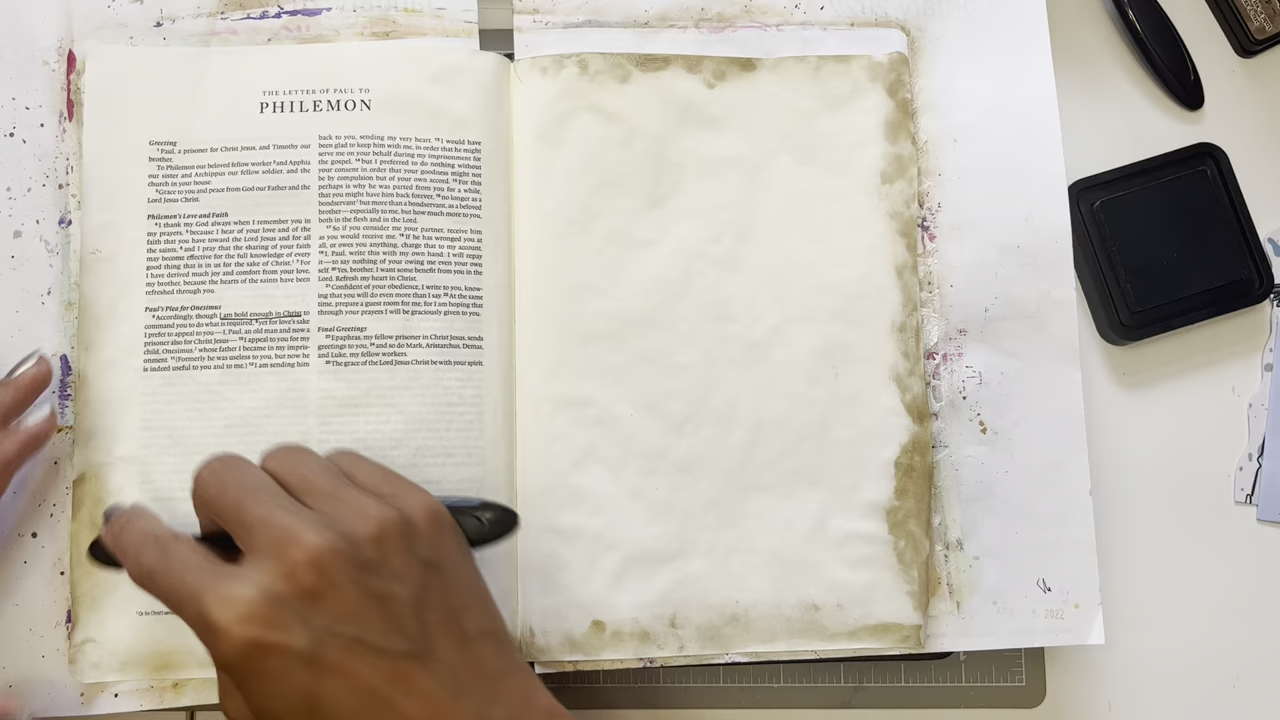 THE LETTER OF PAUL TO
PHILEMON
Greeting
1 Paul, a prisoner for Christ Jesus, and Timothy our
brother,
To Philemon our beloved fellow worker 2 and Apphia
our sister and Archippus our fellow soldier, and the
church in your house:
3 Grace to you and peace from God our Father and the
Lord Jesus Christ.
Philemon's Love and Faith
4 I thank my God always when I remember you in
my prayers, 5 because I hear of your love and of the
faith that you have toward the Lord Jesus and for all
the saints, 6 and I pray that the sharing of your faith
may become effective for the full knowledge of every
good thing that is in us for the sake of Christ. 7 For
I have derived much joy and comfort from your love,
my brother, because the hearts of the saints have been
refreshed through you.
Paul's Plea for Onesimus
8 Accordingly, though I am bold enough in Christ to
command you to do what is required, 9 yet for love's sake
I prefer to appeal to you—I, Paul, an old man and now a
prisoner also for Christ Jesus— 10 I appeal to you for my
child, Onesimus, whose father I became in my impris-
onment. 11 (Formerly he was useless to you, but now he
is indeed useful to you and to me.) 12 I am sending him
back to you, sending my very heart. 13 I would have
been glad to keep him with me, in order that he might
serve me on your behalf during my imprisonment for
the gospel, 14 but I preferred to do nothing without
your consent in order that your goodness might not
be by compulsion but of your own accord. 15 For this
perhaps is why he was parted from you for a while,
that you might have him back forever, 16 no longer as a
bondservant but more than a bondservant, as a beloved
brother—especially to me, but how much more to you,
both in the flesh and in the Lord.
17 So if you consider me your partner, receive him
as you would receive me. 18 If he has wronged you at
all, or owes you anything, charge that to my account.
19 I, Paul, write this with my own hand: I will repay
it—to say nothing of your owing me even your own
self. 20 Yes, brother, I want some benefit from you in the
Lord. Refresh my heart in Christ.
21 Confident of your obedience, I write to you, know-
ing that you will do even more than I say. 22 At the same
time, prepare a guest room for me, for I am hoping that
through your prayers I will be graciously given to you.
Final Greetings
23 Epaphras, my fellow prisoner in Christ Jesus, sends
greetings to you, 24 and so do Mark, Aristarchus, Demas,
and Luke, my fellow workers.
25 The grace of the Lord Jesus Christ be with your spirit.
1 Or for Christ's
APR 5 2022